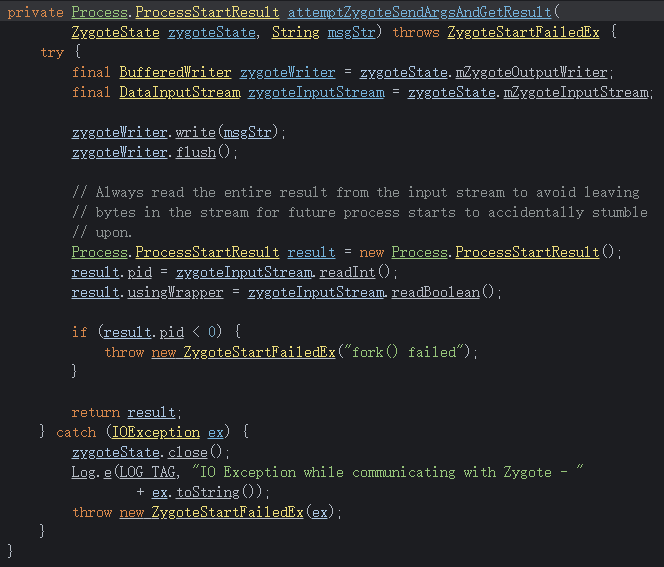 private Process.ProcessStartResult attemptZygoteSendArgsAndGetResult(
        ZygoteState zygoteState, String msgStr) throws ZygoteStartFailedEx {
    try {
        final BufferedWriter zygoteWriter = zygoteState.mZygoteOutputWriter;
        final DataInputStream zygoteInputStream = zygoteState.mZygoteInputStream;

        zygoteWriter.write(msgStr);
        zygoteWriter.flush();

        // Always read the entire result from the input stream to avoid leaving
        // bytes in the stream for future process starts to accidentally stumble
        // upon.
        Process.ProcessStartResult result = new Process.ProcessStartResult();
        result.pid = zygoteInputStream.readInt();
        result.usingWrapper = zygoteInputStream.readBoolean();

        if (result.pid < 0) {
            throw new ZygoteStartFailedEx("fork() failed");
        }

        return result;
    } catch (IOException ex) {
        zygoteState.close();
        Log.e(LOG_TAG, "IO Exception while communicating with Zygote - "
                + ex.toString());
        throw new ZygoteStartFailedEx(ex);
    }
}